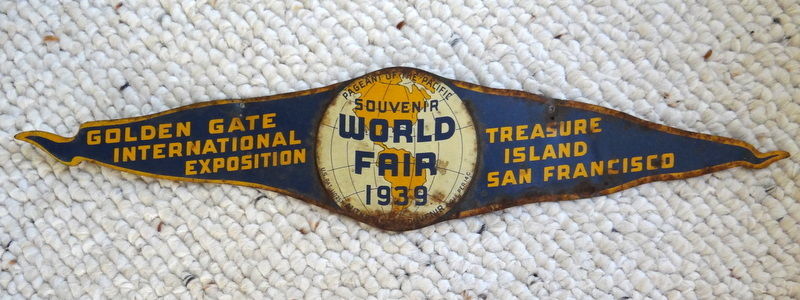 GOLDEN GATE
INTERNATIONAL
EXPOSITION
PAGEANT OF THE PACIFIC
SOUVENIR
WORLD
FAIR
1939
TREASURE
ISLAND
SAN FRANCISCO